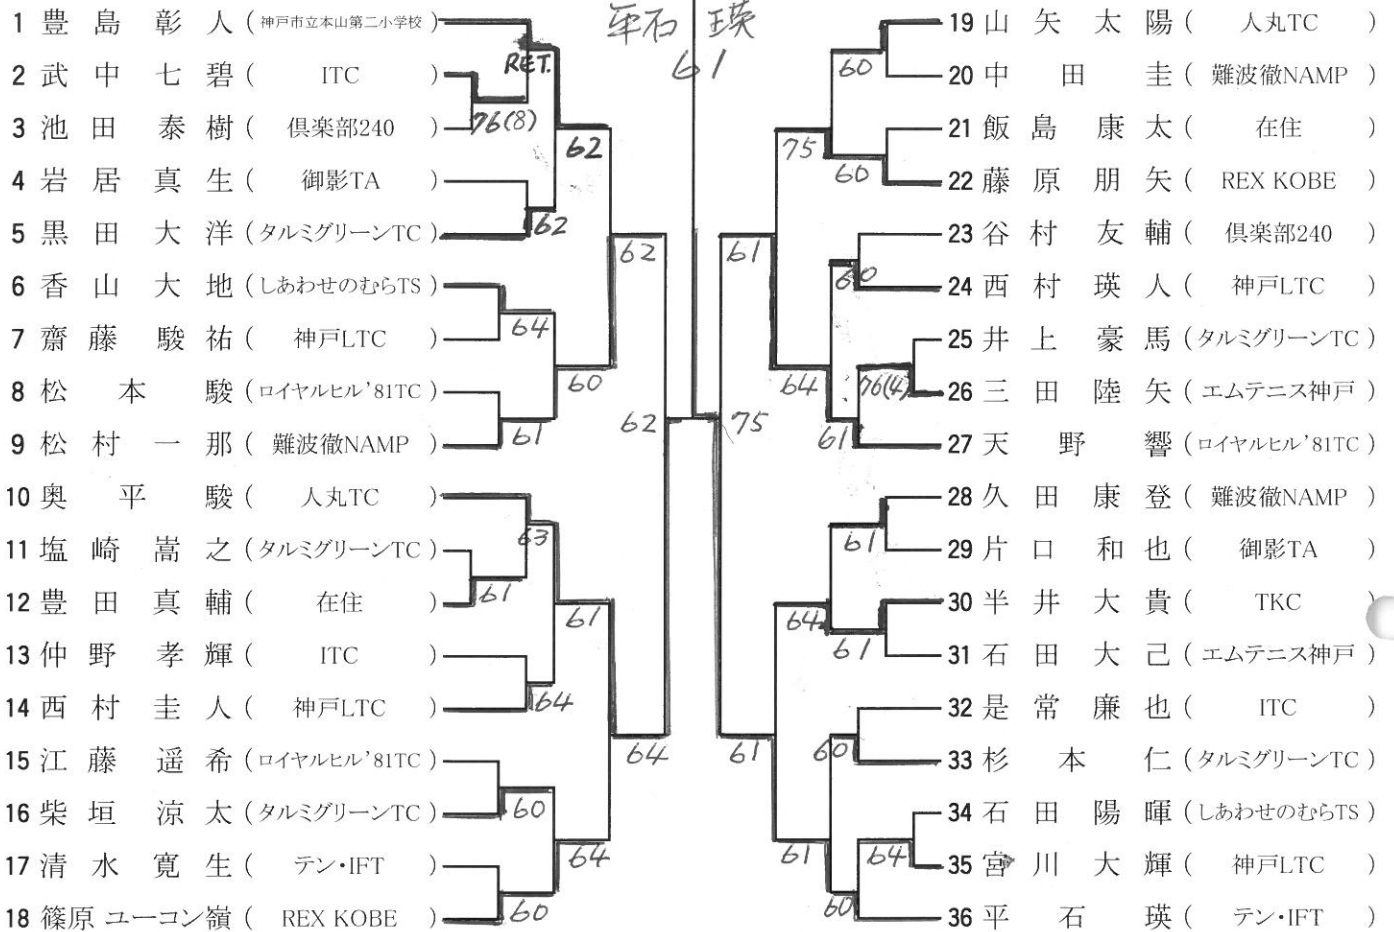 平石 瑛
61
1 豊島彰人(神戸市立本山第二小学校)
2 武中七碧(ITC)
3 池田泰樹(倶楽部240)
4 岩居真生(御影TA)
5 黒田大洋(タルミグリーンTC)
6 香山大地(しあわせのむらTS)
7 齋藤駿祐(神戸LTC)
8 松本駿(ロイヤルヒル'81TC)
9 松村一那(難波徹NAMP)
10 奥平駿(人丸TC)
11 塩崎嵩之(タルミグリーンTC)
12 豊田真輔(在住)
13 仲野孝輝(ITC)
14 西村圭人(神戸LTC)
15 江藤遥希(ロイヤルヒル'81TC)
16 柴垣涼太(タルミグリーンTC)
17 清水寛生(テン・IFT)
18 篠原ユーコン嶺(REX KOBE)
RET.
76(8)
62
62
62
64
60
61
62
63
61
61
64
64
60
64
60
19 山矢太陽(人丸TC)
20 中田圭(難波徹NAMP)
21 飯島康太(在住)
22 藤原朋矢(REX KOBE)
23 谷村友輔(倶楽部240)
24 西村瑛人(神戸LTC)
25 井上豪馬(タルミグリーンTC)
26 三田陸矢(エムテニス神戸)
27 天野響(ロイヤルヒル'81TC)
28 久田康登(難波徹NAMP)
29 片口和也(御影TA)
30 半井大貴(TKC)
31 石田大己(エムテニス神戸)
32 是常廉也(ITC)
33 杉本仁(タルミグリーンTC)
34 石田陽暉(しあわせのむらTS)
35 宮川大輝(神戸LTC)
36 平石瑛(テン・IFT)
60
75
60
61
60
64
76(4)
61
75
61
64
61
61
60
61
64
60